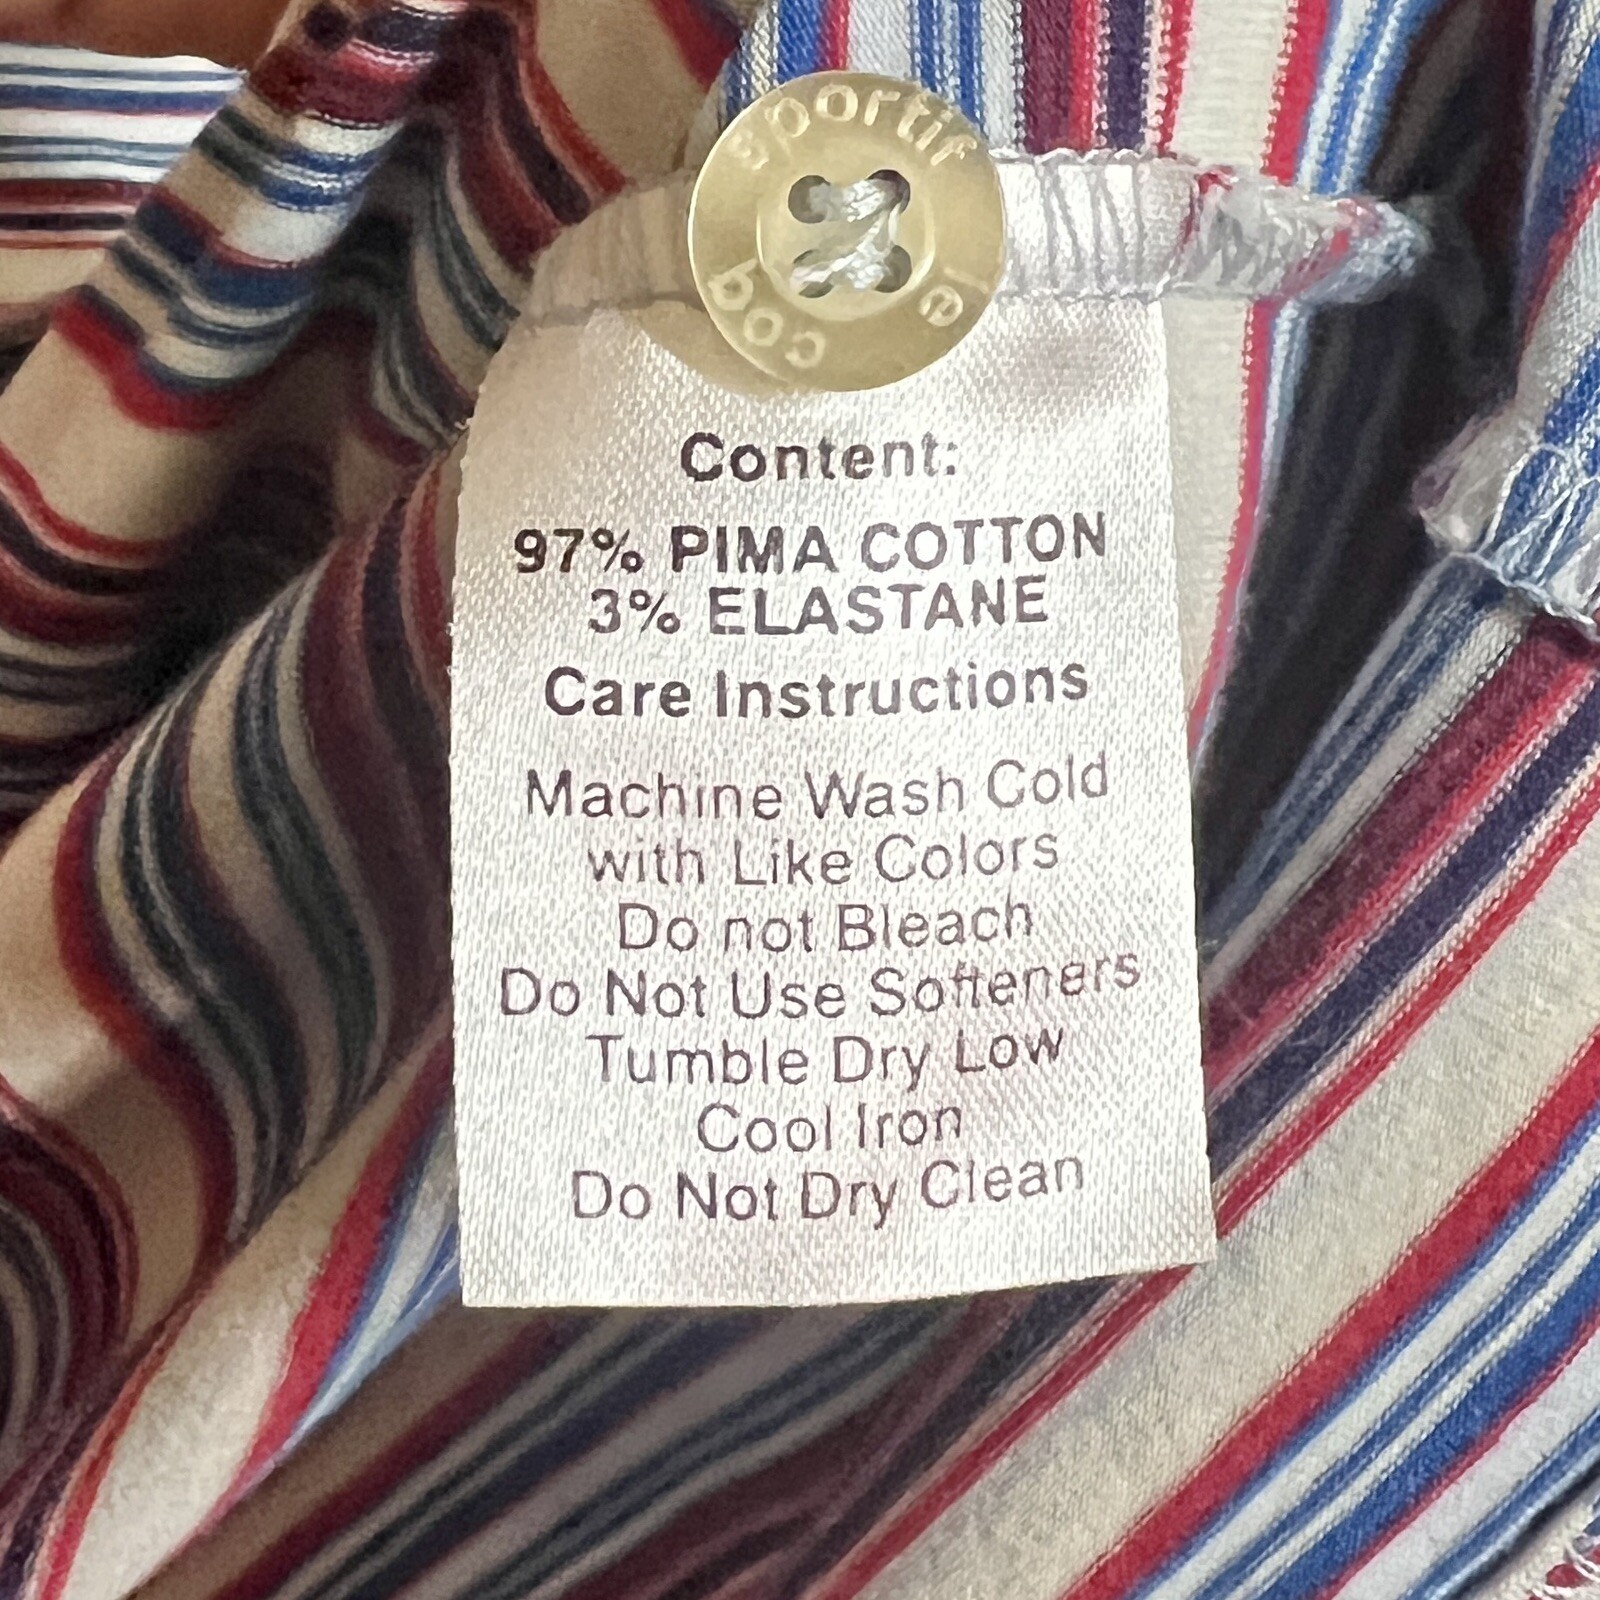 le coq sportif
Content:
97% PIMA COTTON
3% ELASTANE
Care Instructions
Machine Wash Cold
with Like Colors
Do not Bleach
Do Not Use Softeners
Tumble Dry Low
Cool Iron
Do Not Dry Clean